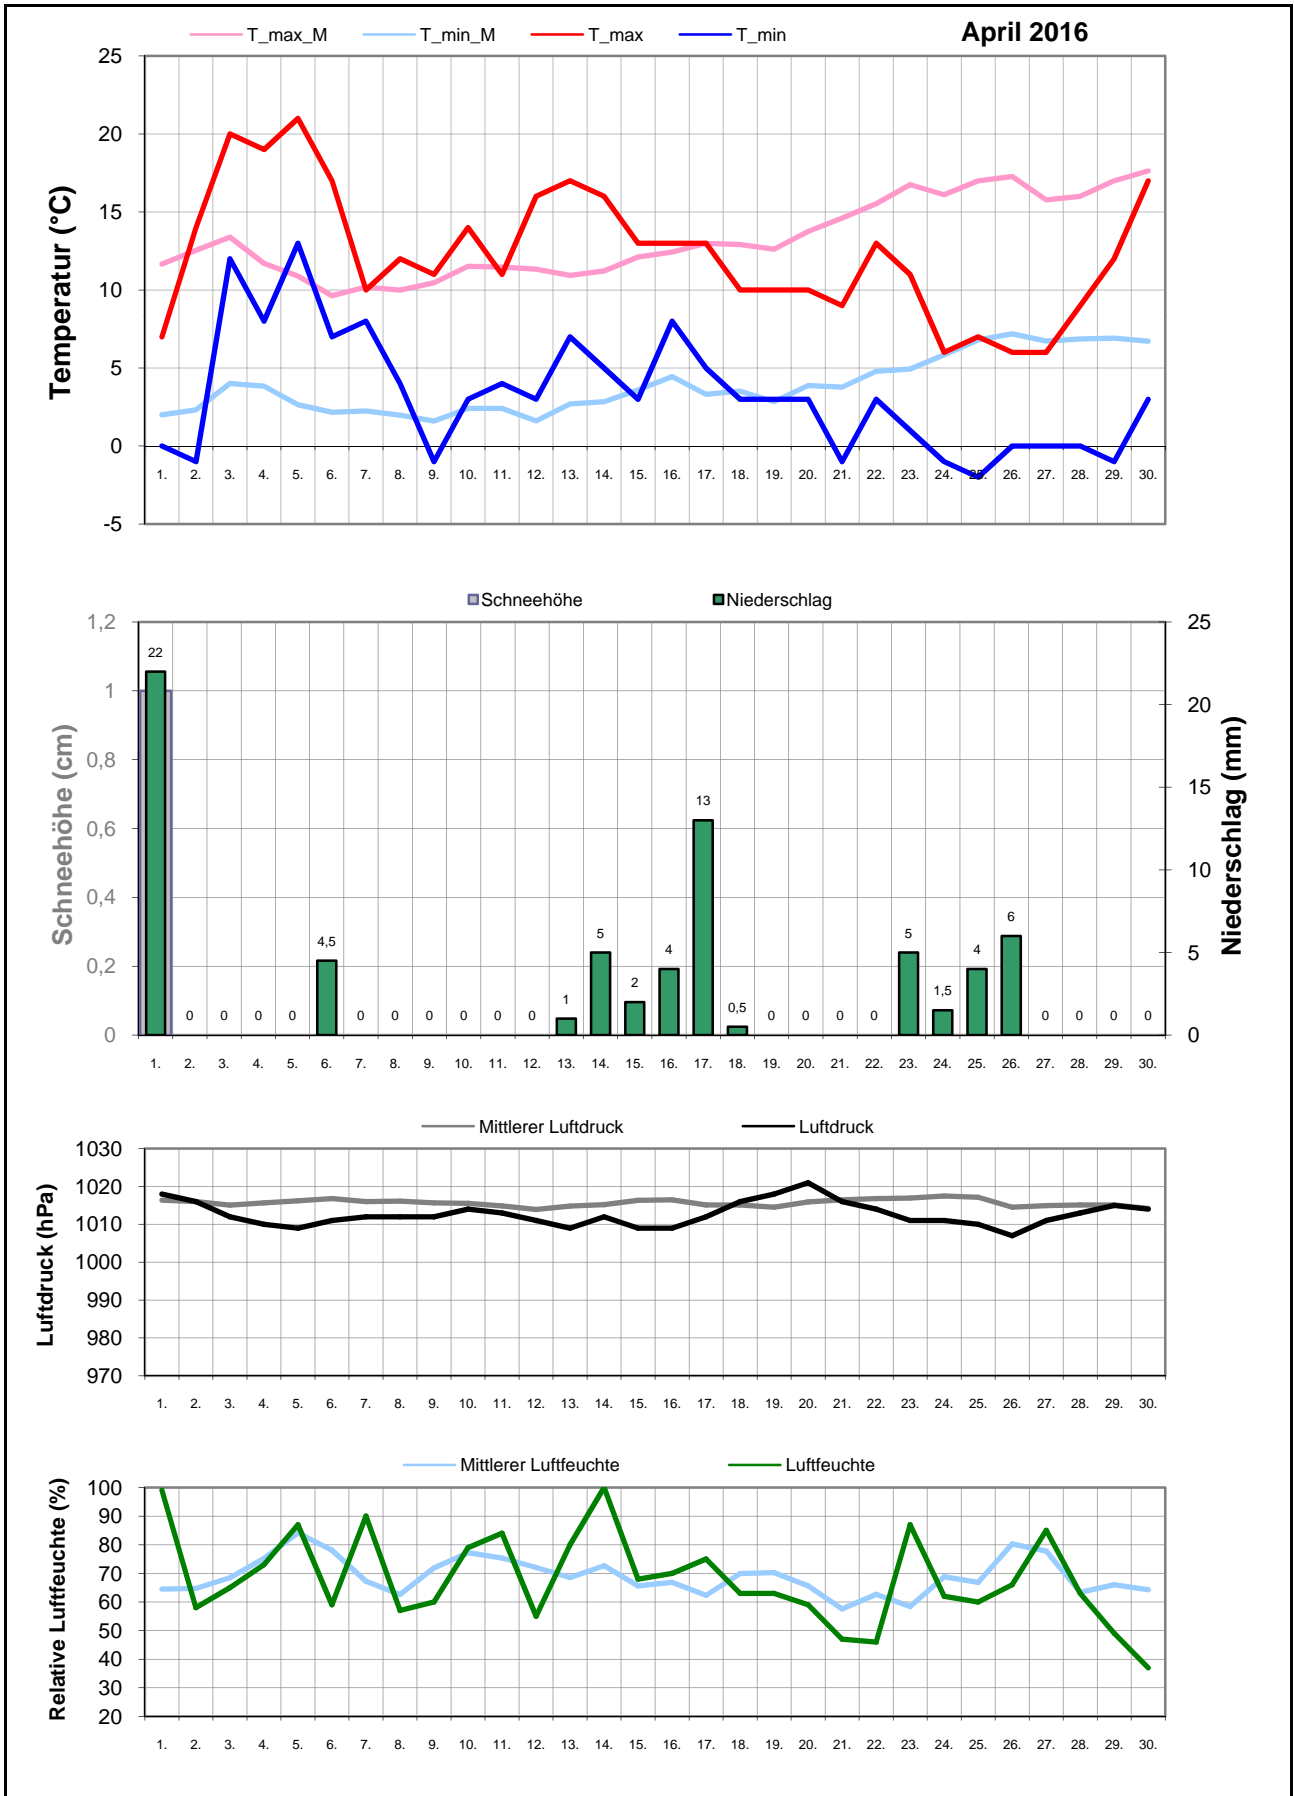 T_max_M T_min_M T_max T_min April 2016
Temperatur (°C)
25
20
15
10
5
0
-5
1. 2. 3. 4. 5. 6. 7. 8. 9. 10. 11. 12. 13. 14. 15. 16. 17. 18. 19. 20. 21. 22. 23. 24. 25. 26. 27. 28. 29. 30.
Schneehöhe Niederschlag
Schneehöhe (cm)
1,2
1
0,8
0,6
0,4
0,2
0
22 0 0 0 0 4,5 0 0 0 0 0 0 1 5 2 4 13 0,5 0 0 0 0 5 1,5 4 6 0 0 0 0
25
20
15
10
5
0
Niederschlag (mm)
1. 2. 3. 4. 5. 6. 7. 8. 9. 10. 11. 12. 13. 14. 15. 16. 17. 18. 19. 20. 21. 22. 23. 24. 25. 26. 27. 28. 29. 30.
Mittlerer Luftdruck Luftdruck
Luftdruck (hPa)
1030
1020
1010
1000
990
980
970
1. 2. 3. 4. 5. 6. 7. 8. 9. 10. 11. 12. 13. 14. 15. 16. 17. 18. 19. 20. 21. 22. 23. 24. 25. 26. 27. 28. 29. 30.
Mittlerer Luftfeuchte Luftfeuchte
Relative Luftfeuchte (%)
100
90
80
70
60
50
40
30
20
1. 2. 3. 4. 5. 6. 7. 8. 9. 10. 11. 12. 13. 14. 15. 16. 17. 18. 19. 20. 21. 22. 23. 24. 25. 26. 27. 28. 29. 30.